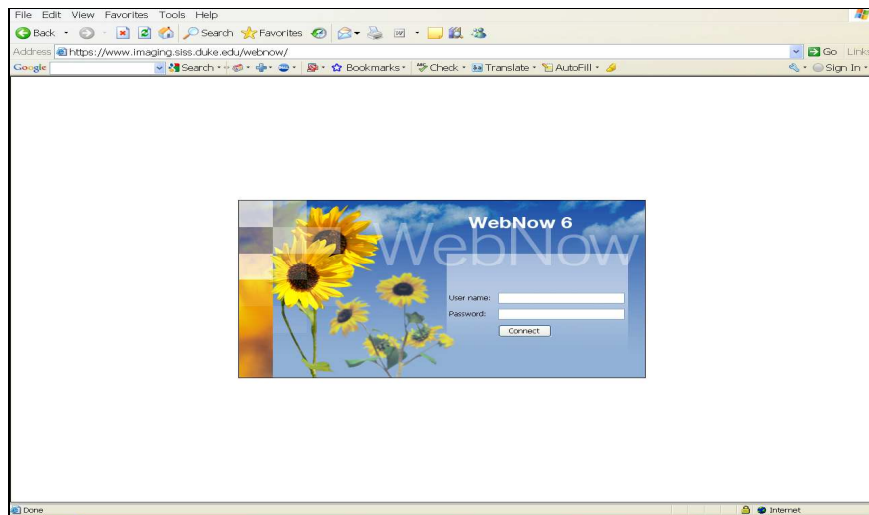 File Edit View Favorites Tools Help
Back Search Favorites
Address https://www.imaging.siss.duke.edu/webnow/ Go Links
Google Search Bookmarks ABC Check Translate AutoFill Sign In
WebNow 6
WebNow
User name:
Password:
Connect
Done Internet